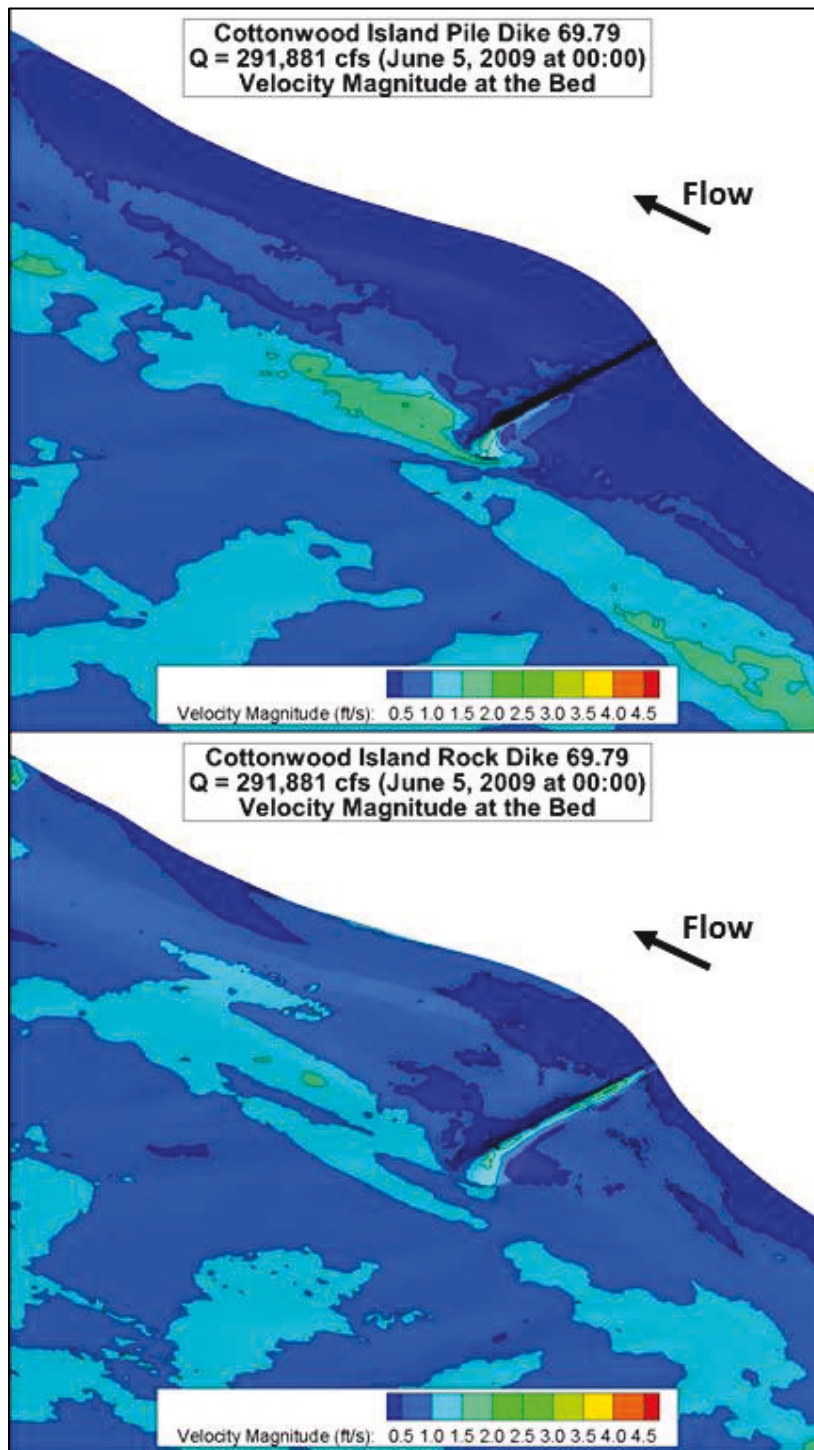 Cottonwood Island Pile Dike 69.79
Q = 291,881 cfs (June 5, 2009 at 00:00)
Velocity Magnitude at the Bed
Flow
Velocity Magnitude (ft/s): 0.5 1.0 1.5 2.0 2.5 3.0 3.5 4.0 4.5
Cottonwood Island Rock Dike 69.79
Q = 291,881 cfs (June 5, 2009 at 00:00)
Velocity Magnitude at the Bed
Flow
Velocity Magnitude (ft/s): 0.5 1.0 1.5 2.0 2.5 3.0 3.5 4.0 4.5